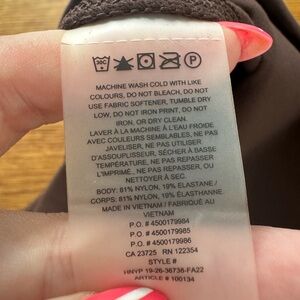 MACHINE WASH COLD WITH LIKE
COLOURS, DO NOT BLEACH, DO NOT
USE FABRIC SOFTENER, TUMBLE DRY
LOW, DO NOT IRON PRINT, DO NOT
IRON, OR DRY CLEAN.
LAVER À LA MACHINE À L'EAU FROIDE
AVEC COULEURS SEMBLABLES, NE PAS
JAVELISER, NE PAS UTILISER
D'ASSOUPLISSEUR, SÉCHER À BASSE
TEMPÉRATURE, NE PAS REPASSER
L'IMPRIMÉ., NE PAS REPASSER, OU
NETTOYER À SEC.
BODY: 81% NYLON, 19% ELASTANE /
CORPS: 81% NYLON, 19% ÉLASTHANNE
MADE IN VIETNAM / FABRIQUÉ AU
VIETNAM
P.O. # 4500179984
P.O. # 4500179985
P.O. # 4500179986
CA 23725 RN 122354
STYLE #
HNYP 19-26-36738-FA22
ARTICLE # 100134